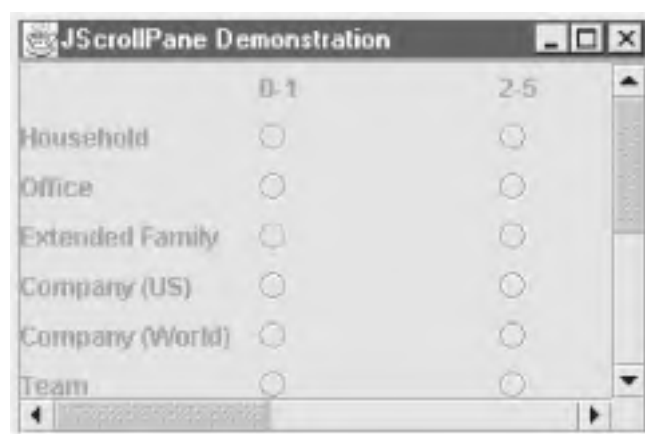 JScrollPane Demonstration
0-1 2-5
Household
Office
Extended Family
Company (US)
Company (World)
Team